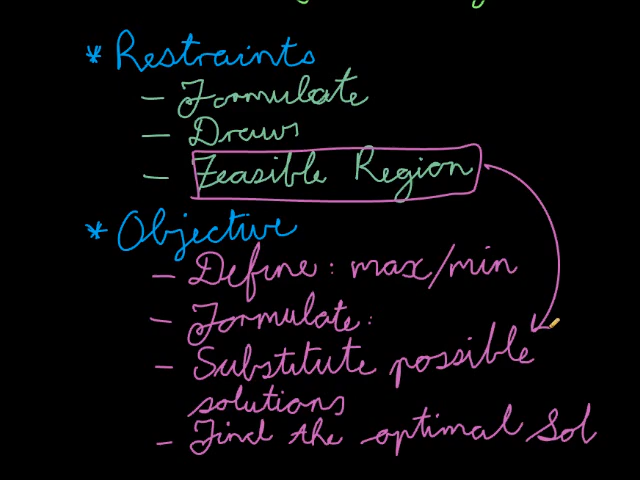 * Restraints
- Formulate
- Draw
- Feasible Region
* Objective
- Define: max/min
- Formulate:
- Substitute possible
solutions
- Find the optimal Sol